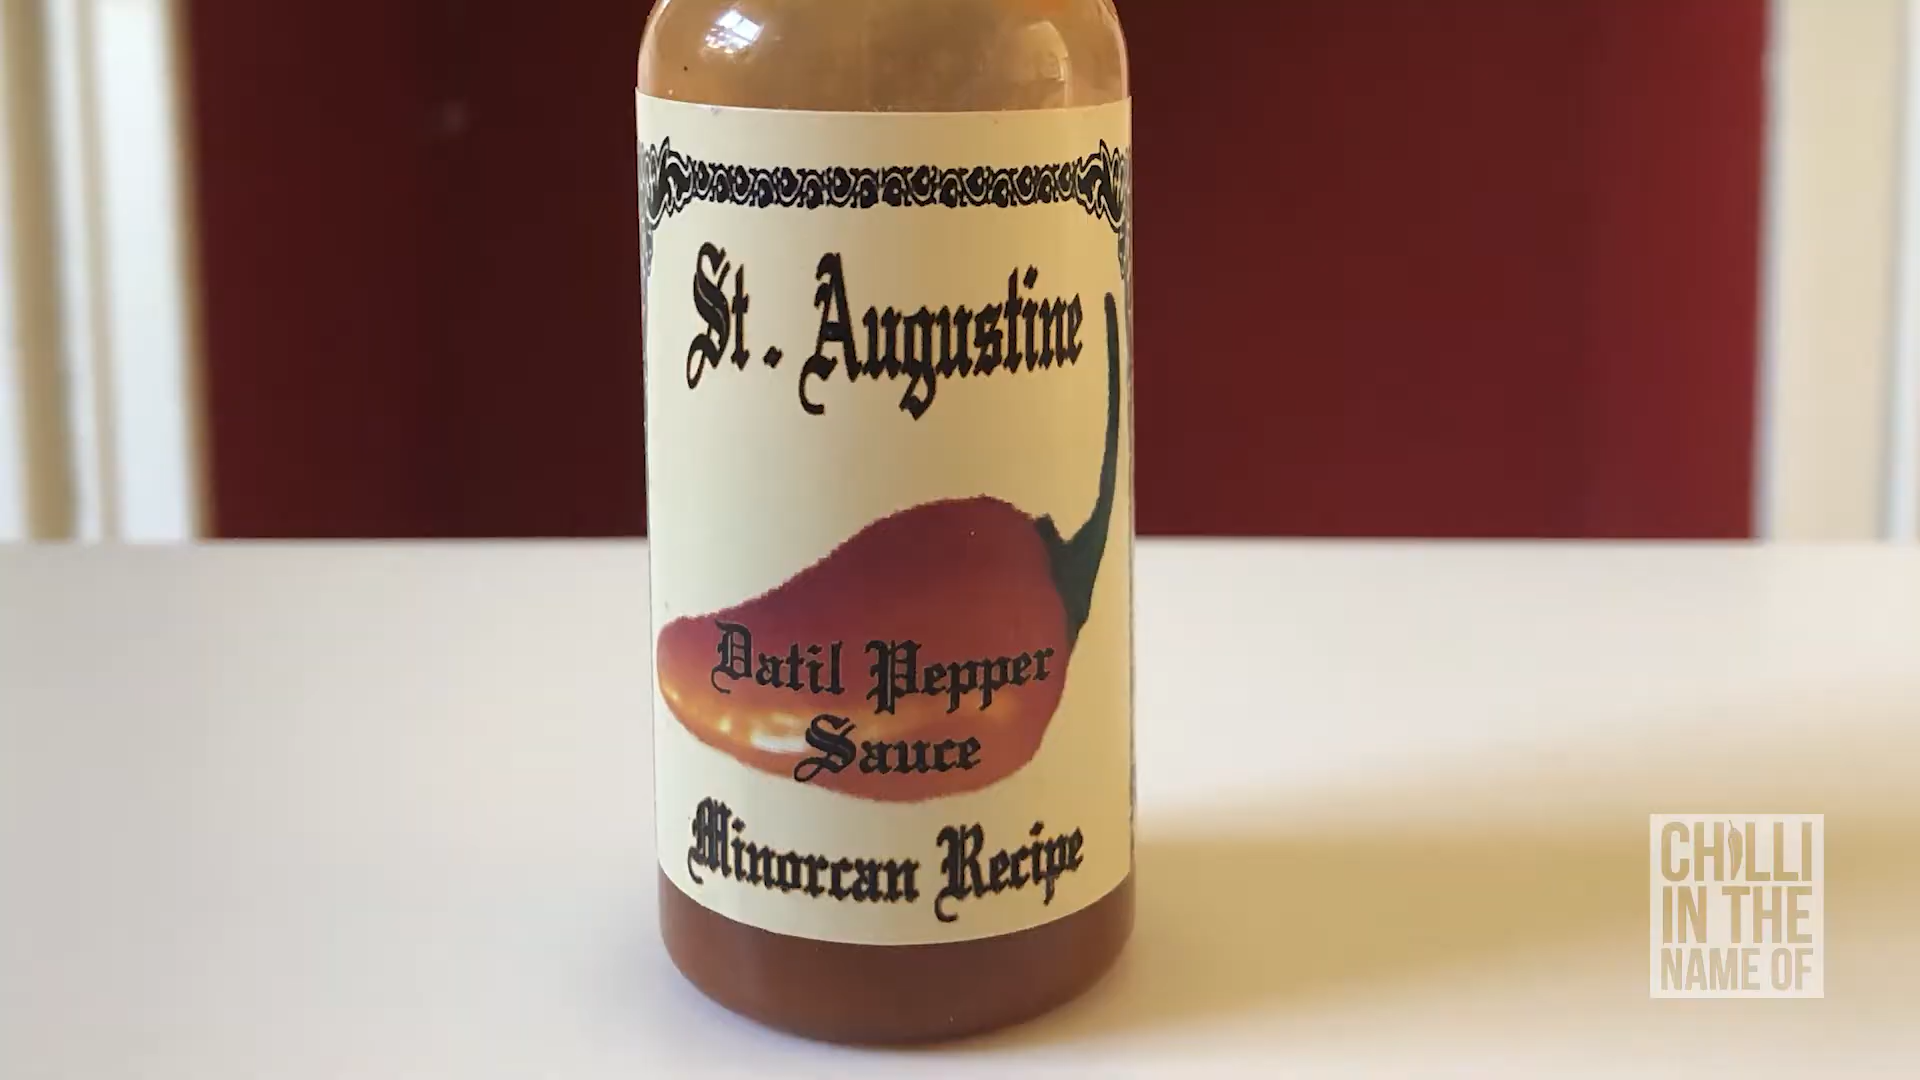 St. Augustine
Datil Pepper
Sauce
Minorcan Recipe
CHILLI
IN THE
NAME OF